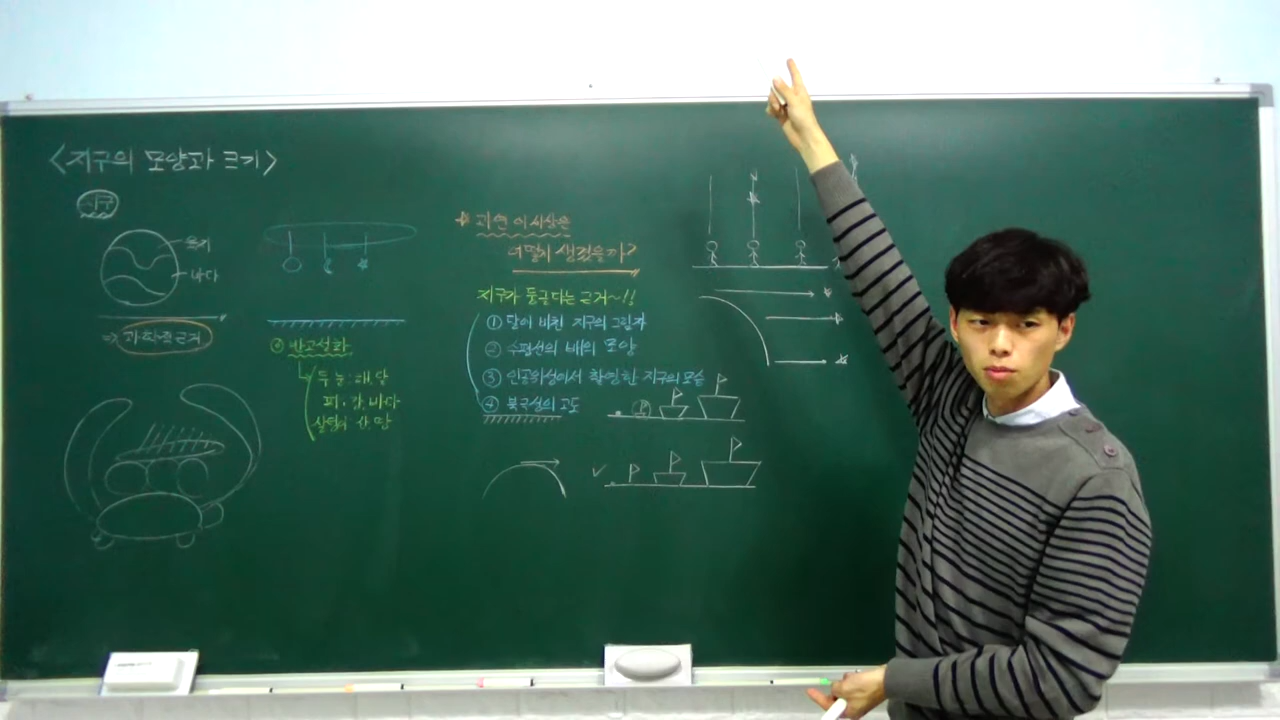 <지구의 모양과 크기>
지구
육지
바다
⇒ 과학적 근거
반고설화
두 눈 : 해, 달
피 : 강, 바다
살 : 산, 땅
* 과연 이 세상은
어떻게 생겼을까?
지구가 둥글다는 근거~!!
① 달에 비친 지구의 그림자
② 수평선의 배의 모양
③ 인공위성에서 촬영한 지구의 모습
④ 북극성의 고도